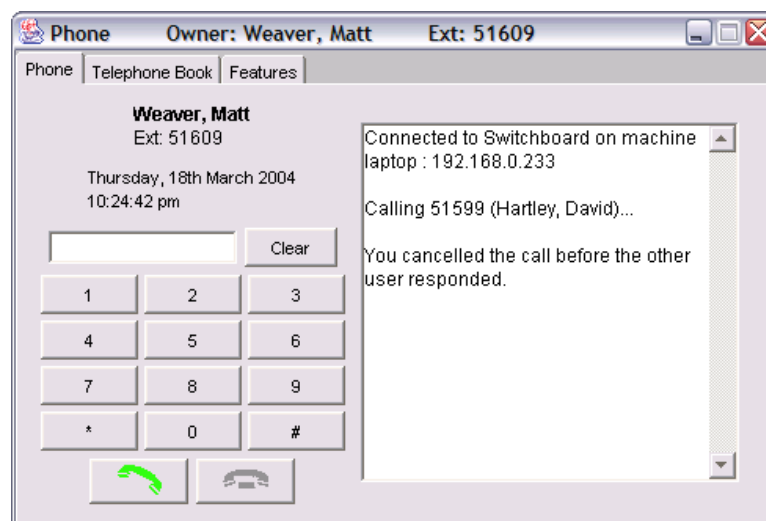 Phone Owner: Weaver, Matt Ext: 51609
Phone Telephone Book Features
Weaver, Matt
Ext: 51609
Thursday, 18th March 2004
10:24:42 pm
Clear
1 2 3
4 5 6
7 8 9
* 0 #
Connected to Switchboard on machine
laptop : 192.168.0.233
Calling 51599 (Hartley, David)...
You cancelled the call before the other
user responded.